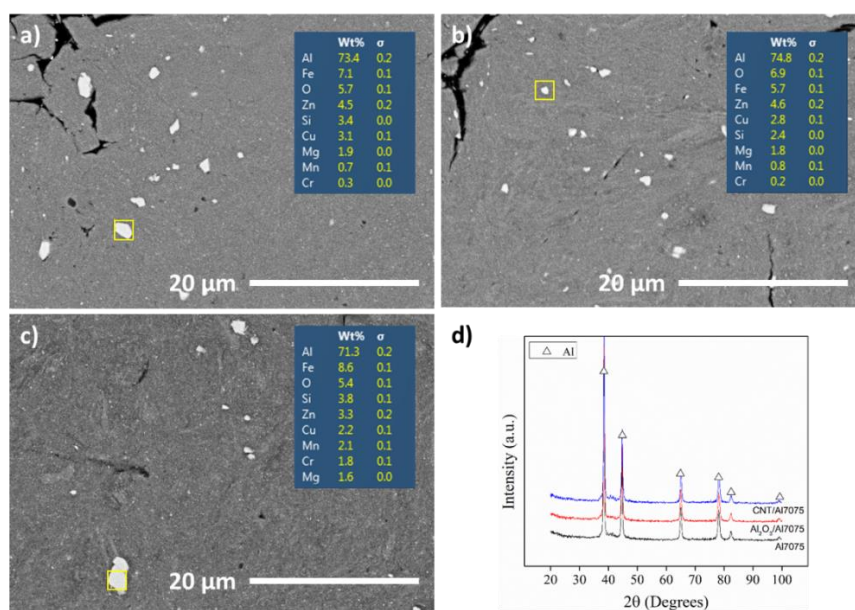 a)
Wt% σ
Al 73.4 0.2
Fe 7.1 0.1
O 5.7 0.1
Zn 4.5 0.2
Si 3.4 0.0
Cu 3.1 0.1
Mg 1.9 0.0
Mn 0.7 0.1
Cr 0.3 0.0
20 μm
b)
Wt% σ
Al 74.8 0.2
O 6.9 0.1
Fe 5.7 0.1
Zn 4.6 0.2
Cu 2.8 0.1
Si 2.4 0.0
Mg 1.8 0.0
Mn 0.8 0.1
Cr 0.2 0.0
20 μm
c)
Wt% σ
Al 71.3 0.2
Fe 8.6 0.1
O 5.4 0.1
Si 3.8 0.1
Zn 3.3 0.2
Cu 2.2 0.1
Mn 2.1 0.1
Cr 1.8 0.1
Mg 1.6 0.0
20 μm
d)
△ Al
Intensity (a.u.)
CNT/Al7075
Al₂O₃/Al7075
Al7075
20 30 40 50 60 70 80 90 100
2θ (Degrees)